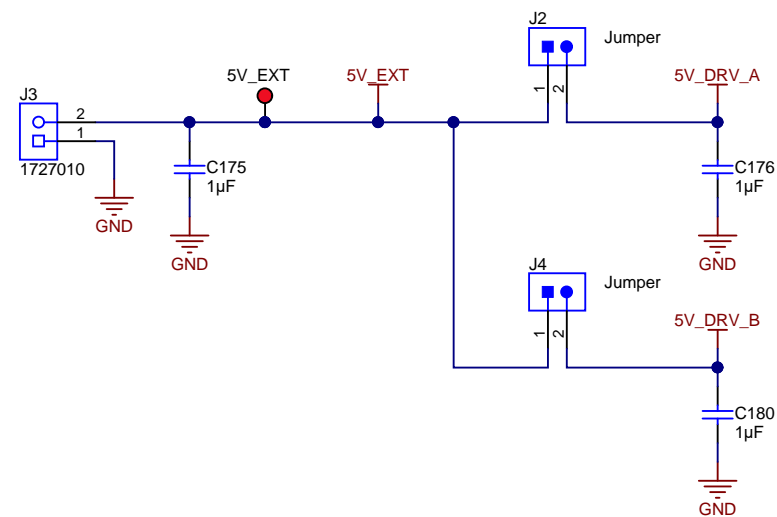 J2
Jumper
5V_EXT
5V_EXT
5V_DRV_A
J3
2
1
1727010
1
2
C175
1µF
C176
1µF
GND
GND
GND
J4
Jumper
1
2
5V_DRV_B
C180
1µF
GND